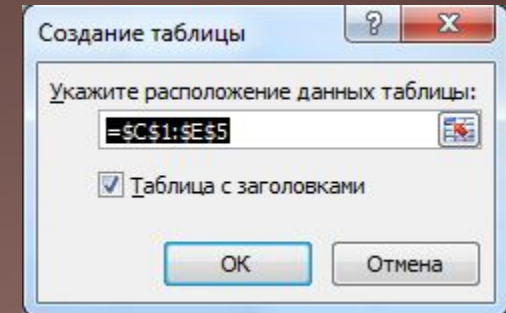 Создание таблицы
Укажите расположение данных таблицы:
=$C$1:$E$5
Таблица с заголовками
ОК
Отмена